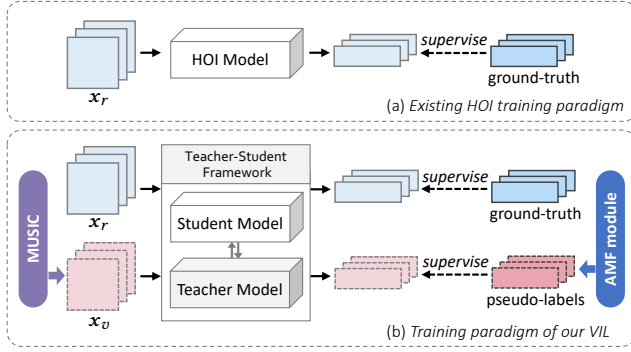 HOI Model
supervise
x_r
ground-truth
(a) Existing HOI training paradigm
Teacher-Student
Framework
MUSIC
x_r
Student Model
supervise
ground-truth
AMF module
x_v
Teacher Model
supervise
pseudo-labels
(b) Training paradigm of our VIL